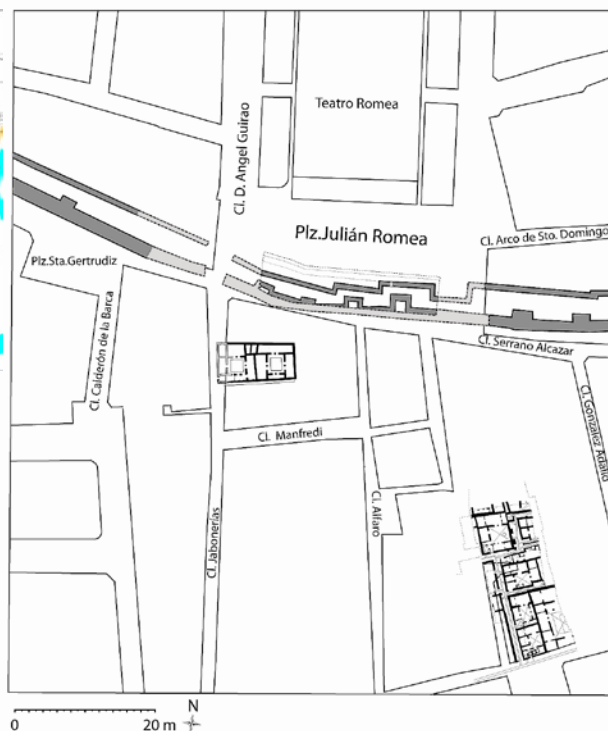 Teatro Romea
Cl. D. Angel Guirao
Plz.Julián Romea
Cl. Arco de Sto. Domingo
Plz.Sta.Gertrudiz
Cl. Calderón de la Barca
Cl. Serrano Alcazar
Cl. Gonzalez Adalio
Cl. Manfredi
Cl. Jabonerías
Cl. Alfaro
N
0 20 m